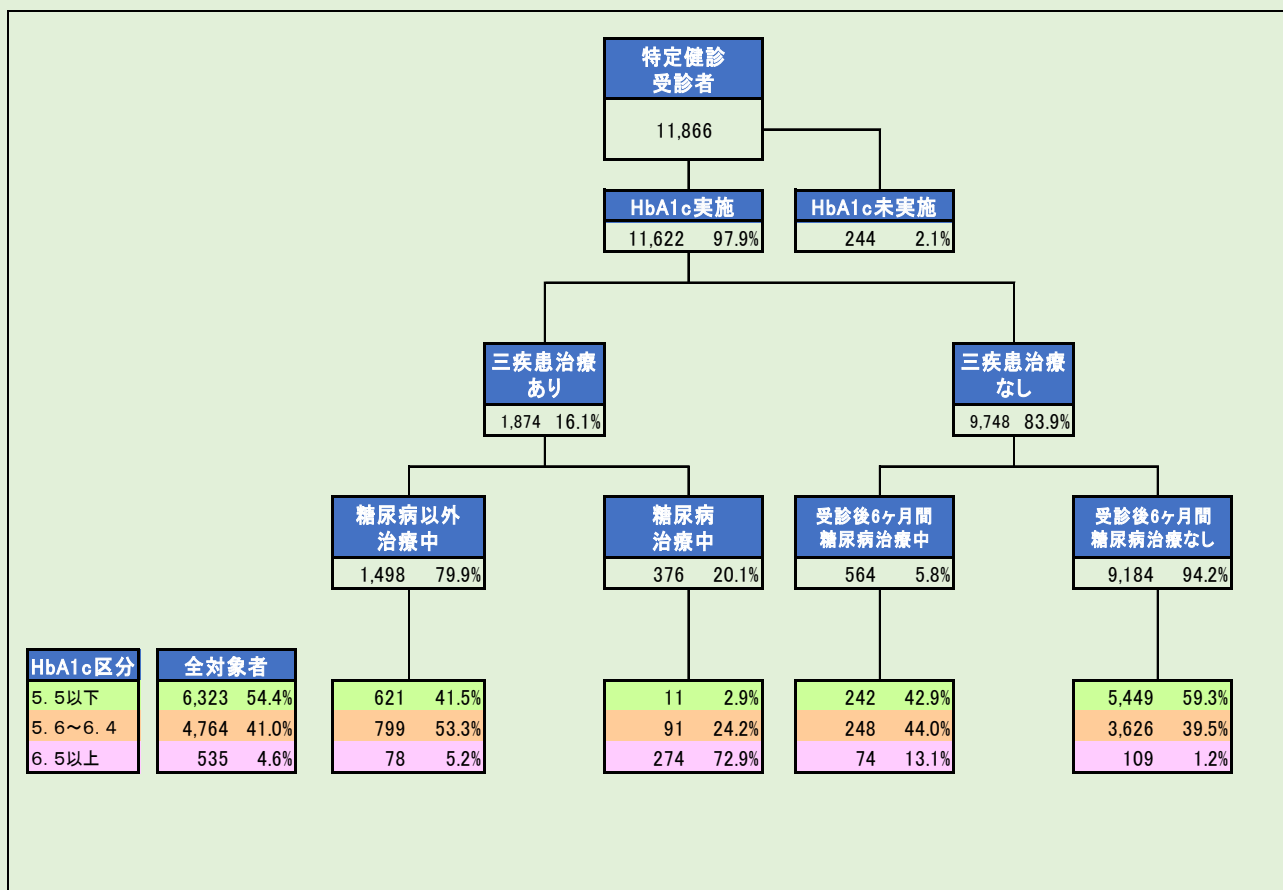 特定健診
受診者
11,866
HbA1c実施
11,622 97.9%
HbA1c未実施
244 2.1%
三疾患治療
あり
1,874 16.1%
三疾患治療
なし
9,748 83.9%
糖尿病以外
治療中
1,498 79.9%
糖尿病
治療中
376 20.1%
受診後6ヶ月間
糖尿病治療中
564 5.8%
受診後6ヶ月間
糖尿病治療なし
9,184 94.2%
HbA1c区分 全対象者
5．5以下 6,323 54.4% 621 41.5% 11 2.9% 242 42.9% 5,449 59.3%
5．6～6．4 4,764 41.0% 799 53.3% 91 24.2% 248 44.0% 3,626 39.5%
6．5以上 535 4.6% 78 5.2% 274 72.9% 74 13.1% 109 1.2%